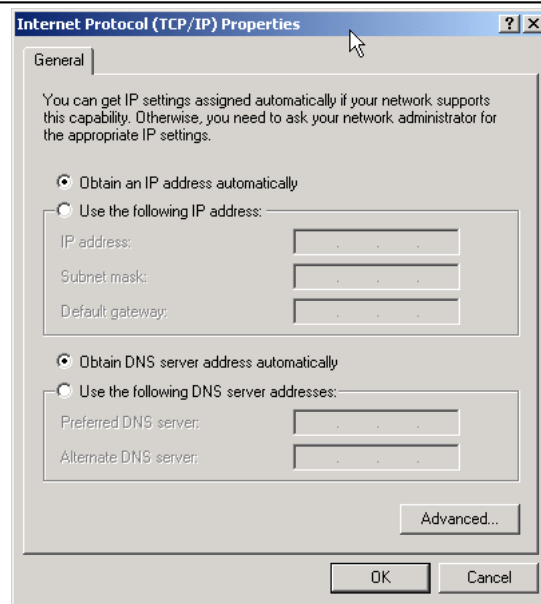 Internet Protocol (TCP/IP) Properties
General
You can get IP settings assigned automatically if your network supports
this capability. Otherwise, you need to ask your network administrator for
the appropriate IP settings.
Obtain an IP address automatically
Use the following IP address:
IP address:
Subnet mask:
Default gateway:
Obtain DNS server address automatically
Use the following DNS server addresses:
Preferred DNS server:
Alternate DNS server:
Advanced...
OK
Cancel